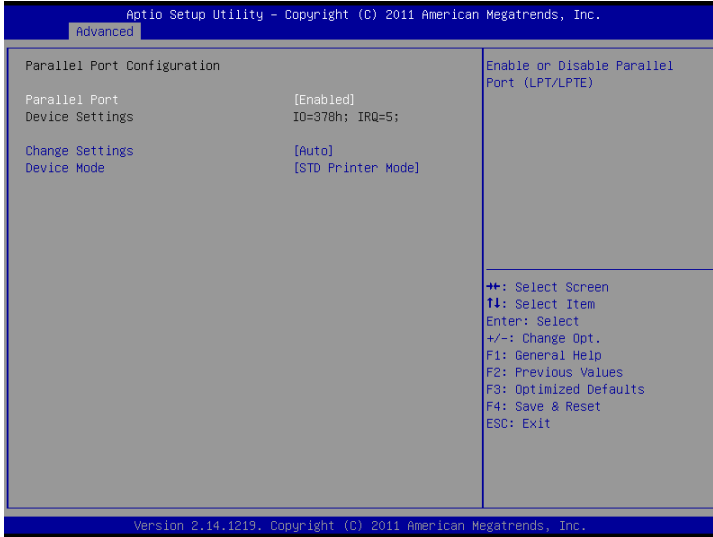 Aptio Setup Utility – Copyright (C) 2011 American Megatrends, Inc.
Advanced
Parallel Port Configuration
Parallel Port [Enabled]
Device Settings IO=378h; IRQ=5;
Change Settings [Auto]
Device Mode [STD Printer Mode]
Enable or Disable Parallel
Port (LPT/LPTE)
→←: Select Screen
↑↓: Select Item
Enter: Select
+/-: Change Opt.
F1: General Help
F2: Previous Values
F3: Optimized Defaults
F4: Save & Reset
ESC: Exit
Version 2.14.1219. Copyright (C) 2011 American Megatrends, Inc.